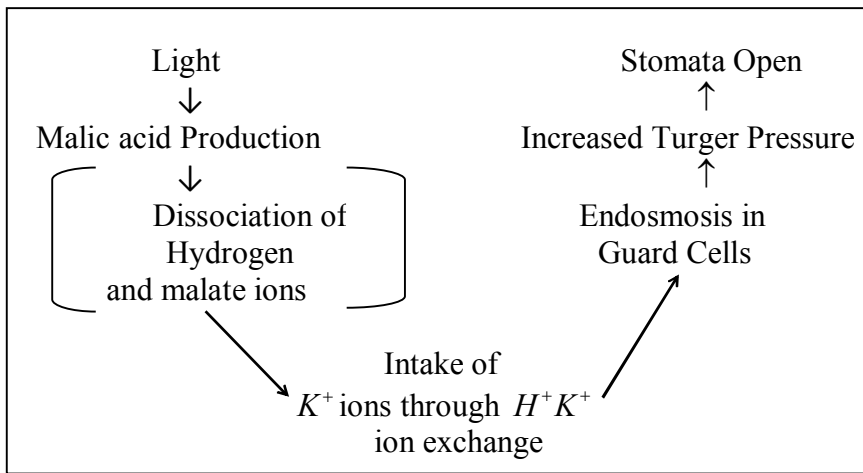 Light
↓
Malic acid Production
↓
Dissociation of
Hydrogen
and malate ions
Intake of
K⁺ ions through H⁺K⁺
ion exchange
Endosmosis in
Guard Cells
↑
Increased Turger Pressure
↑
Stomata Open